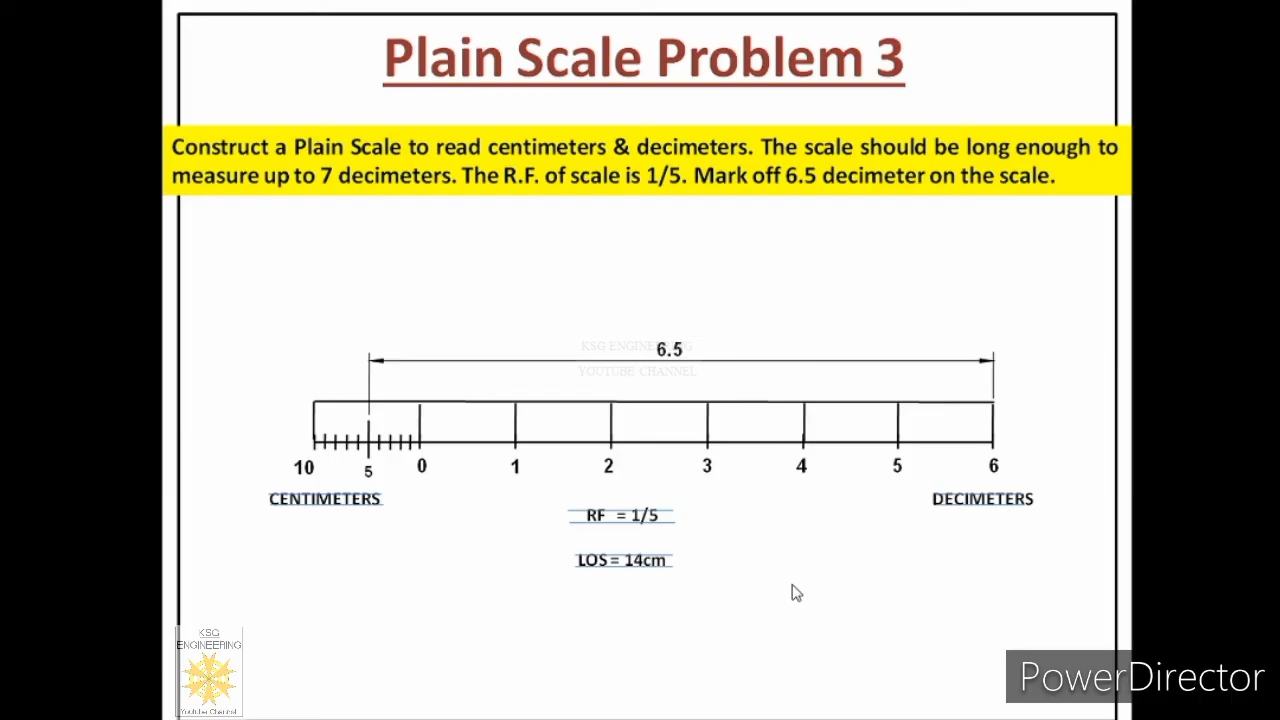 Plain Scale Problem 3
Construct a Plain Scale to read centimeters & decimeters. The scale should be long enough to
measure up to 7 decimeters. The R.F. of scale is 1/5. Mark off 6.5 decimeter on the scale.
KSG ENGINEERING
6.5
YOUTUBE CHANNEL
10 5 0 1 2 3 4 5 6
CENTIMETERS DECIMETERS
RF = 1/5
LOS = 14cm
KSG
ENGINEERING
Youtube Channel
PowerDirector